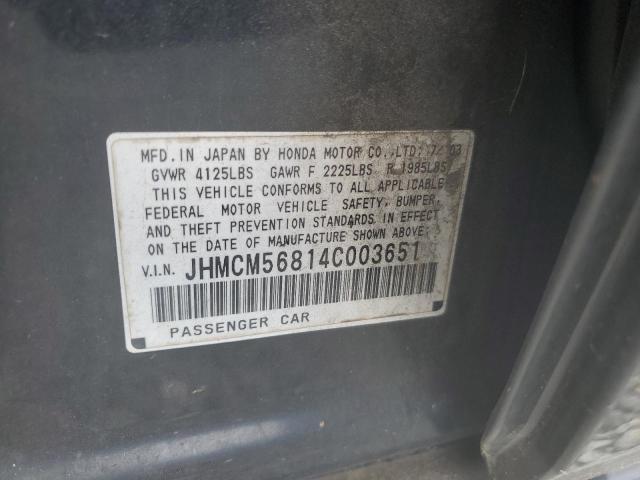 MFD. IN JAPAN BY HONDA MOTOR CO.,LTD. 7/03
GVWR 4125LBS GAWR F 2225LBS R 1985LBS
THIS VEHICLE CONFORMS TO ALL APPLICABLE
FEDERAL MOTOR VEHICLE SAFETY, BUMPER,
AND THEFT PREVENTION STANDARDS IN EFFECT
ON THE DATE OF MANUFACTURE SHOWN ABOVE.
V.I.N. JHMCM56814C003651
PASSENGER CAR